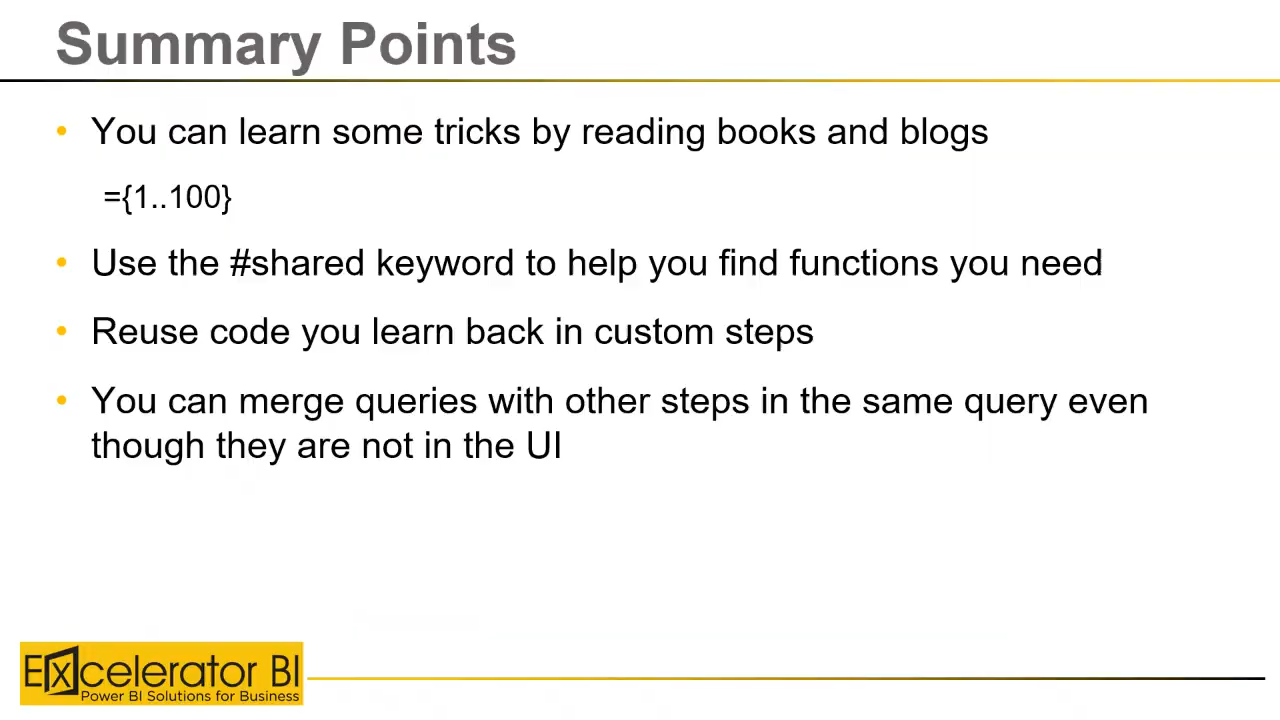 Summary Points
• You can learn some tricks by reading books and blogs
={1..100}
• Use the #shared keyword to help you find functions you need
• Reuse code you learn back in custom steps
• You can merge queries with other steps in the same query even
though they are not in the UI
Excelerator BI
Power BI Solutions for Business